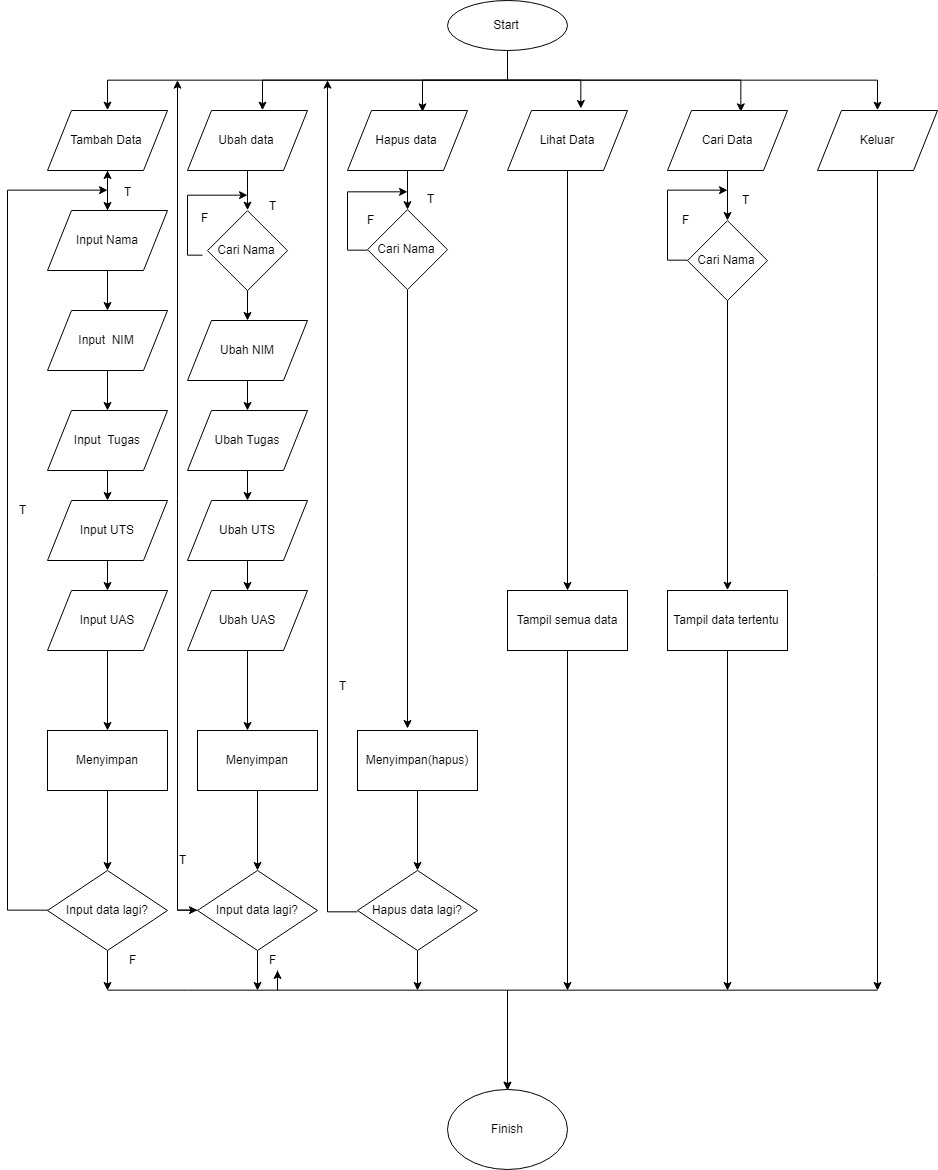 Start
Tambah Data
Ubah data
Hapus data
Lihat Data
Cari Data
Keluar
T
Input Nama
F
T
Cari Nama
F
T
Cari Nama
F
T
Cari Nama
Input  NIM
Ubah NIM
Input  Tugas
Ubah Tugas
T
Input UTS
Ubah UTS
Input UAS
Ubah UAS
Tampil semua data
Tampil data tertentu
T
Menyimpan
Menyimpan
Menyimpan(hapus)
T
Input data lagi?
Input data lagi?
Hapus data lagi?
F
F
Finish